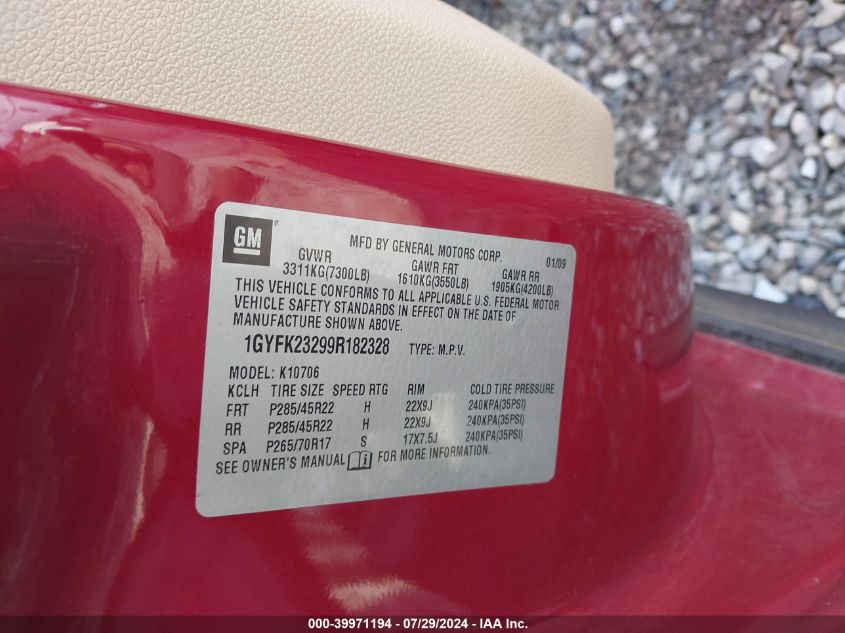 GM ®
MFD BY GENERAL MOTORS CORP. 01/09
GVWR GAWR FRT GAWR RR
3311KG(7300LB) 1610KG(3550LB) 1905KG(4200LB)
THIS VEHICLE CONFORMS TO ALL APPLICABLE U.S. FEDERAL MOTOR
VEHICLE SAFETY STANDARDS IN EFFECT ON THE DATE OF
MANUFACTURE SHOWN ABOVE.
1GYFK23299R182328 TYPE: M.P.V.
MODEL: K10706
KCLH TIRE SIZE SPEED RTG RIM COLD TIRE PRESSURE
FRT P285/45R22 H 22X9J 240KPA(35PSI)
RR P285/45R22 H 22X9J 240KPA(35PSI)
SPA P265/70R17 S 17X7.5J 240KPA(35PSI)
SEE OWNER'S MANUAL i FOR MORE INFORMATION.
000-39971194 - 07/29/2024 - IAA Inc.